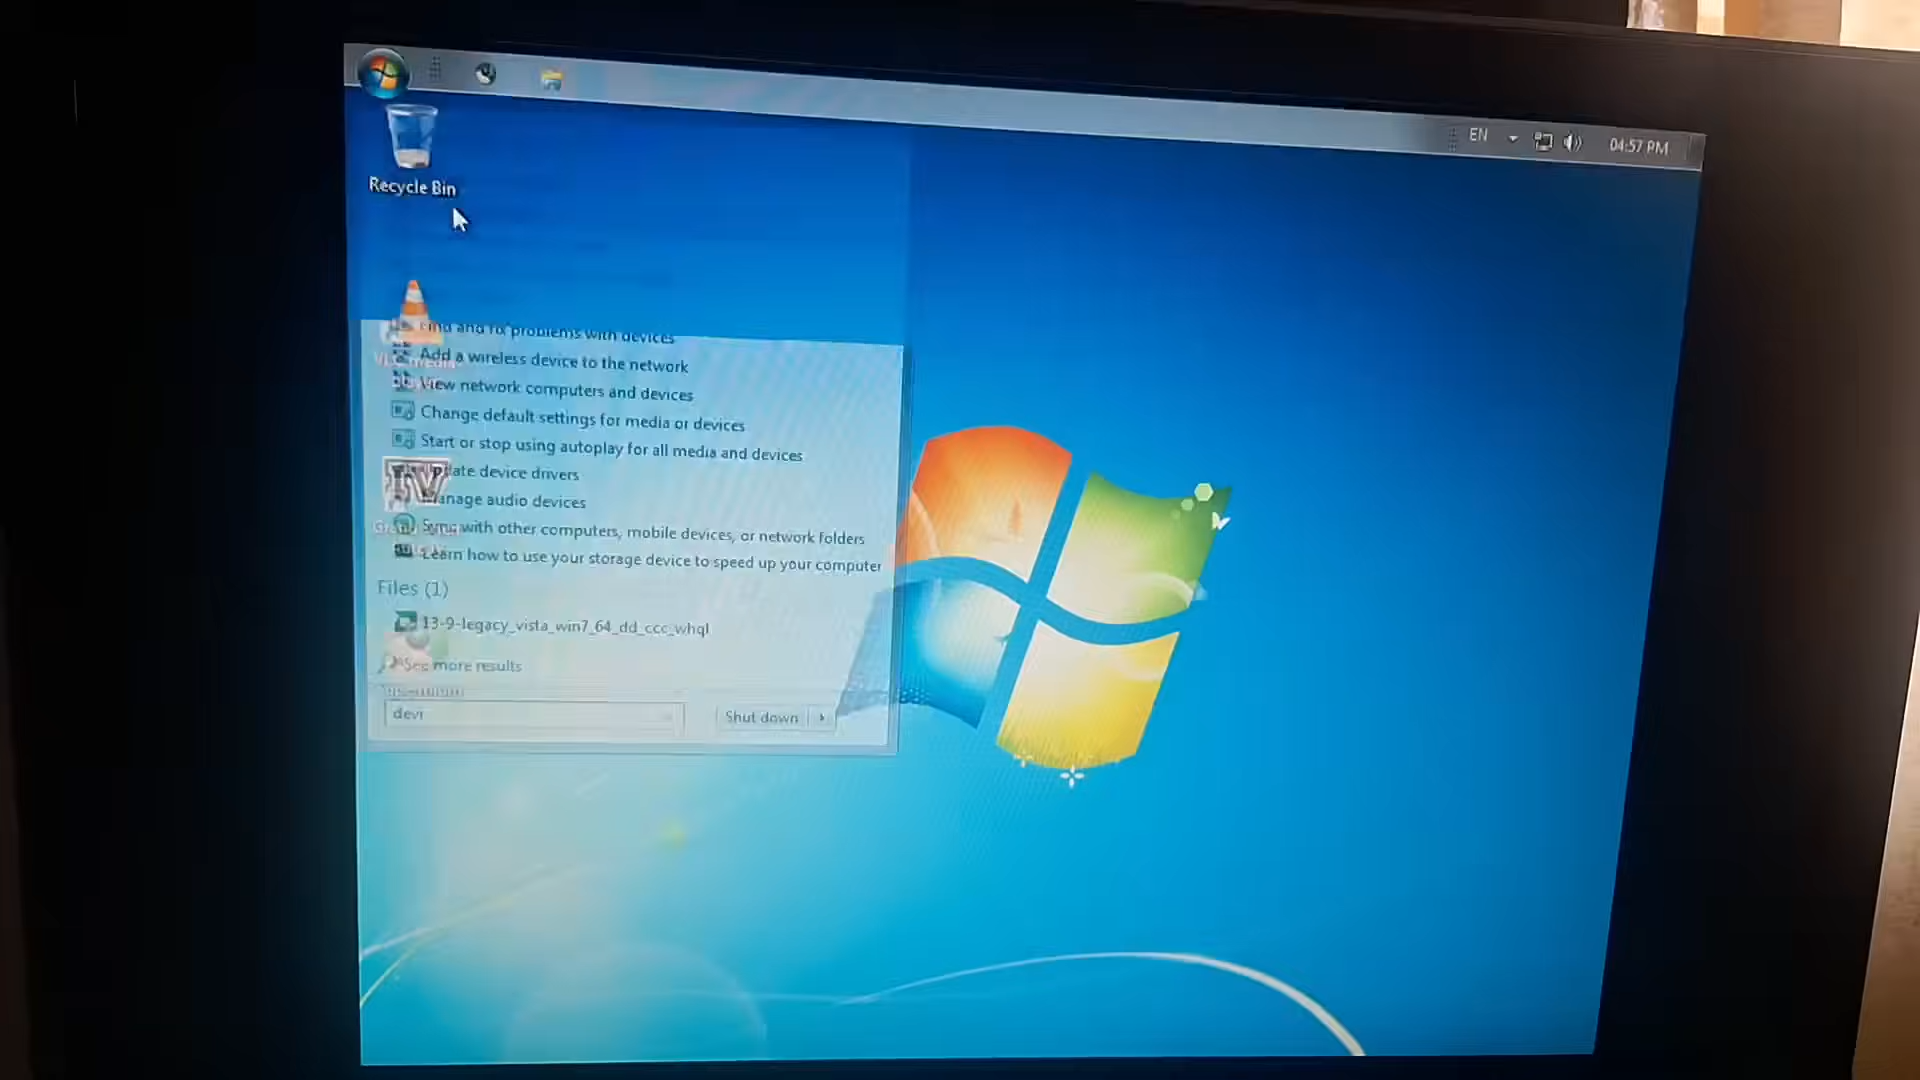 EN
04:57 PM
Recycle Bin
Find and fix problems with devices
Add a wireless device to the network
View network computers and devices
Change default settings for media or devices
Start or stop using autoplay for all media and devices
Update device drivers
IV
Manage audio devices
Sync with other computers, mobile devices, or network folders
Learn how to use your storage device to speed up your computer
Files (1)
13-9-legacy_vista_win7_64_dd_ccc_whql
See more results
devi
Shut down